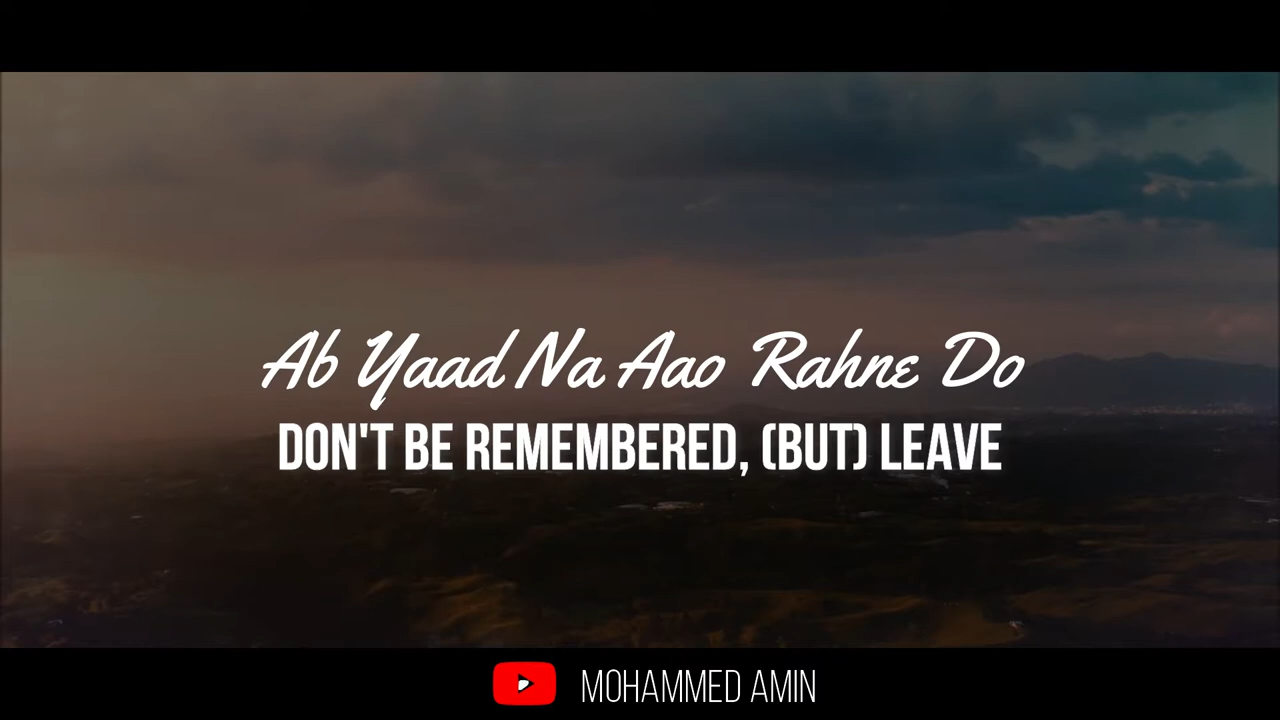 Ab Yaad Na Aao Rahne Do
DON'T BE REMEMBERED, (BUT) LEAVE
MOHAMMED AMIN